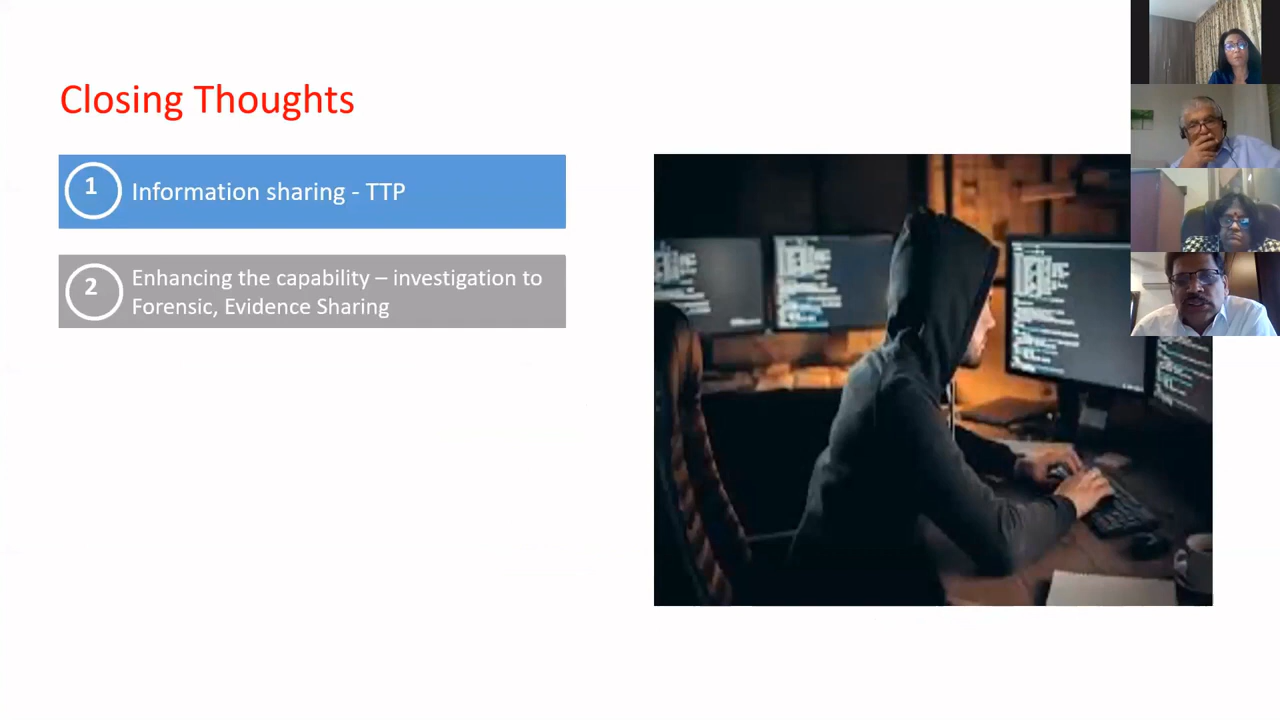 Closing Thoughts
1
Information sharing - TTP
2
Enhancing the capability – investigation to
Forensic, Evidence Sharing